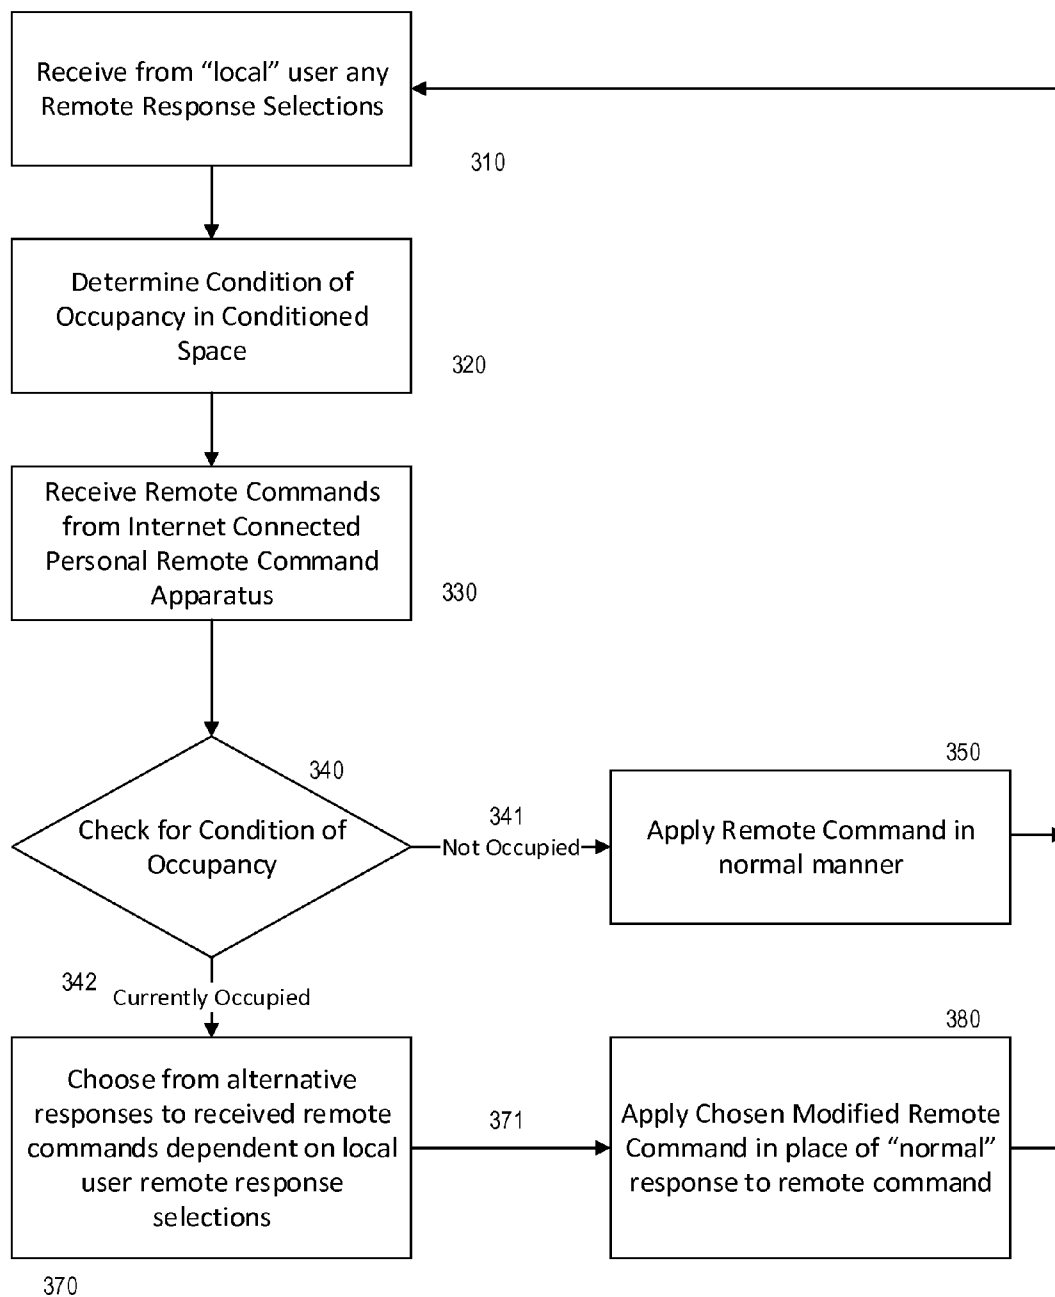 Receive from “local” user any
Remote Response Selections
310
Determine Condition of
Occupancy in Conditioned
Space
320
Receive Remote Commands
from Internet Connected
Personal Remote Command
Apparatus
330
340
Check for Condition of
Occupancy
341
Not Occupied
350
Apply Remote Command in
normal manner
342
Currently Occupied
Choose from alternative
responses to received remote
commands dependent on local
user remote response
selections
370
371
380
Apply Chosen Modified Remote
Command in place of “normal”
response to remote command